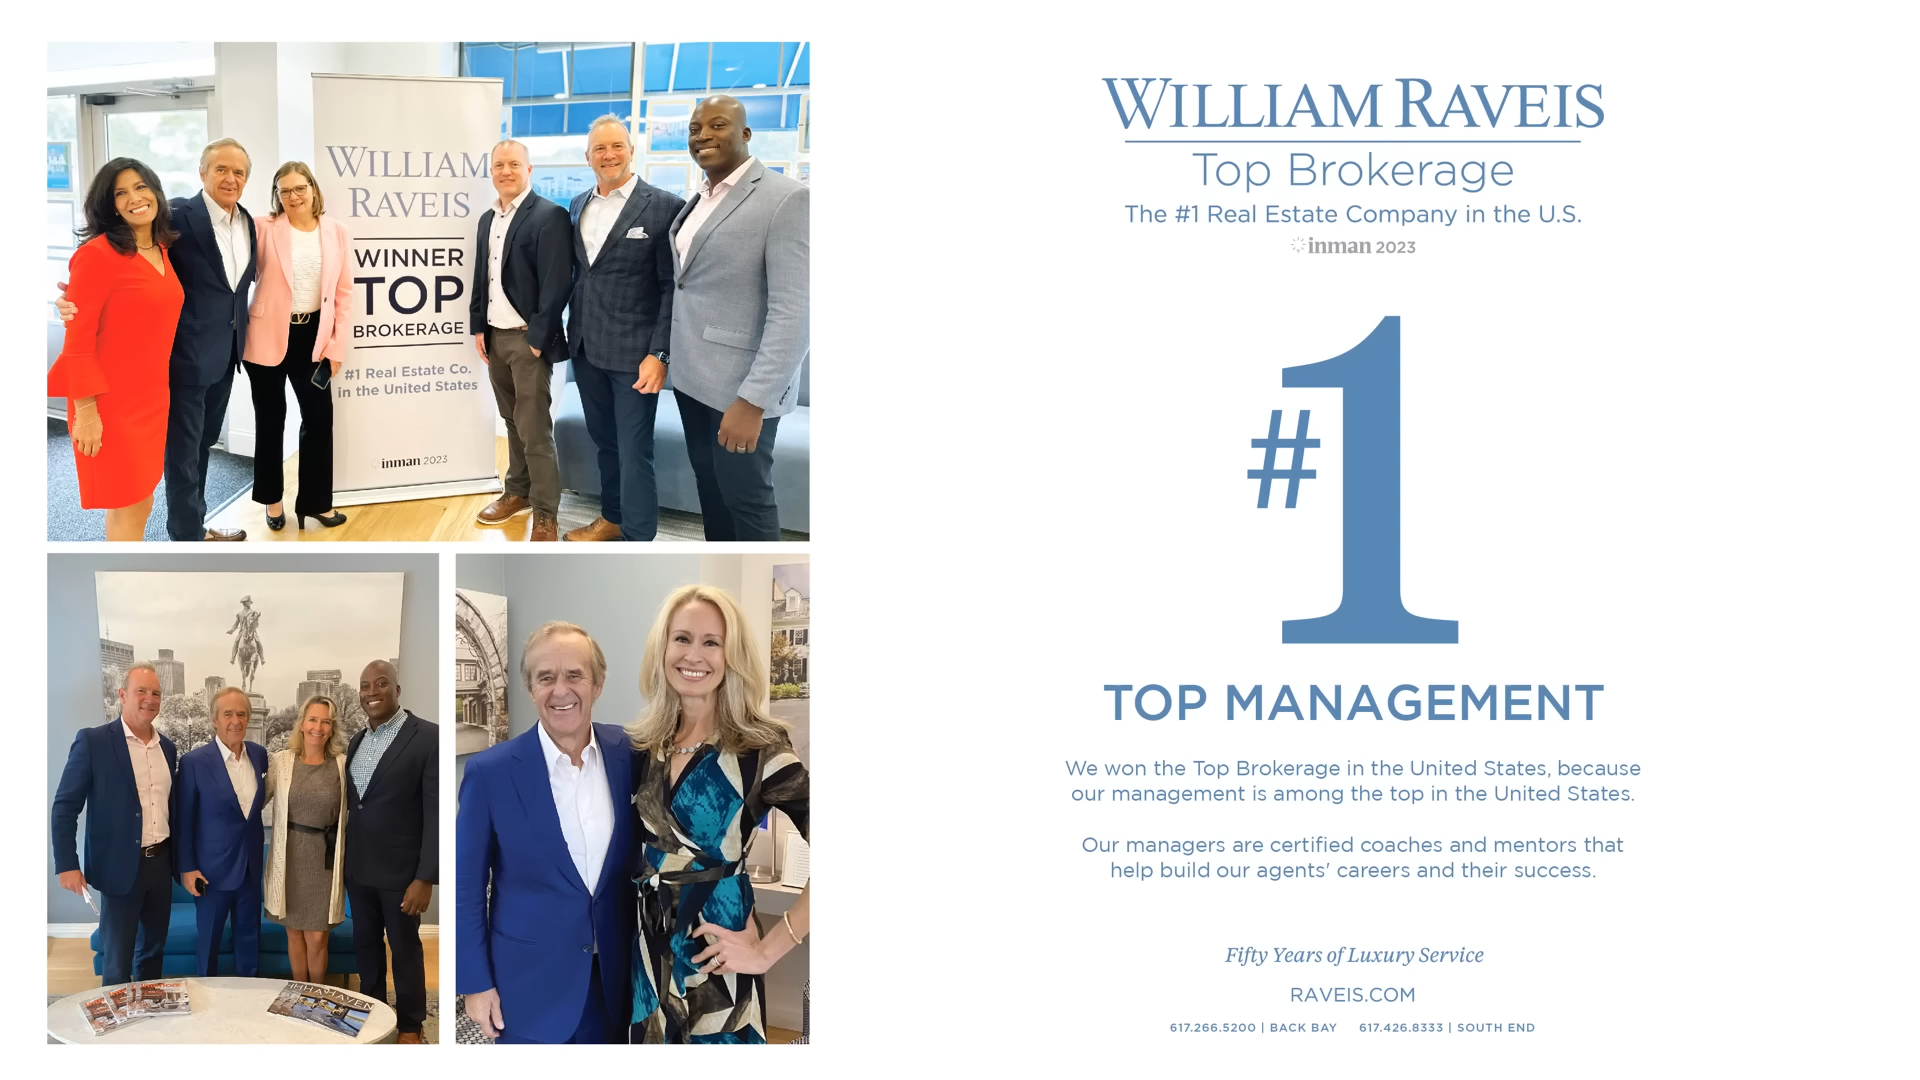 WILLIAM
RAVEIS
WINNER
TOP
BROKERAGE
#1 Real Estate Co.
in the United States
inman 2023
WILLIAM RAVEIS
Top Brokerage
The #1 Real Estate Company in the U.S.
inman 2023
#1
TOP MANAGEMENT
We won the Top Brokerage in the United States, because
our management is among the top in the United States.
Our managers are certified coaches and mentors that
help build our agents' careers and their success.
Fifty Years of Luxury Service
RAVEIS.COM
617.266.5200 | BACK BAY 617.426.8333 | SOUTH END